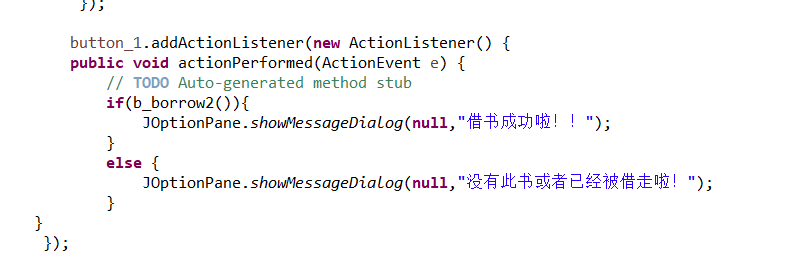 });
button_1.addActionListener(new ActionListener() {
public void actionPerformed(ActionEvent e) {
// TODO Auto-generated method stub
if(b_borrow2()){
JOptionPane.showMessageDialog(null,"借书成功啦！！");
}
else {
JOptionPane.showMessageDialog(null,"没有此书或者已经被借走啦！");
}
}
});